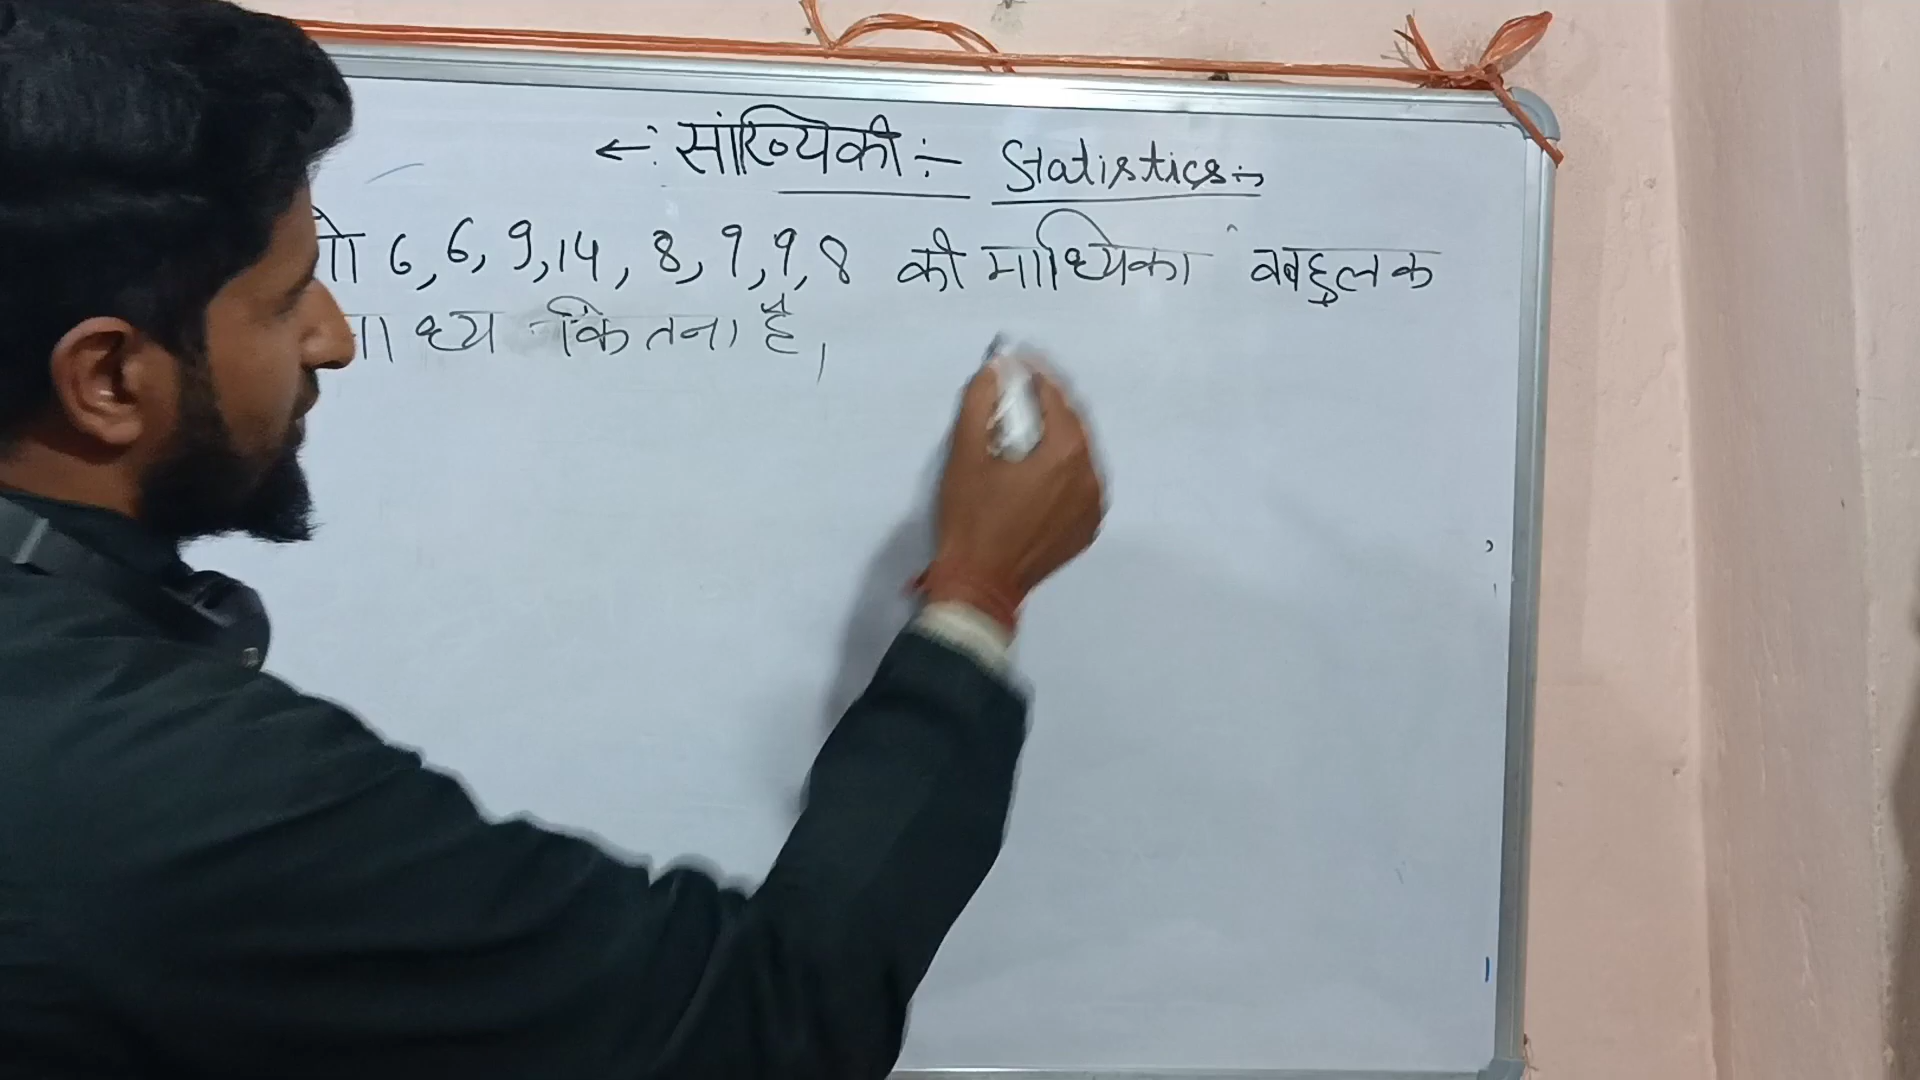 ←: सांख्यिकी :- Statistics :→
6, 6, 9, 14, 8, 9, 9, 8 की माध्यिका व बहुलक
माध्य कितना है,